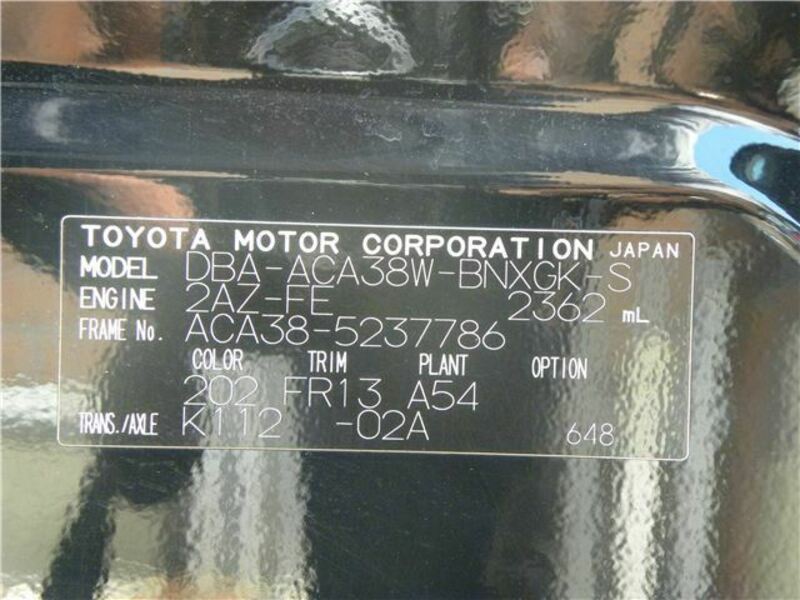 TOYOTA MOTOR CORPORATION JAPAN
MODEL DBA-ACA38W-BNXGK-S
ENGINE 2AZ-FE 2362 mL
FRAME No. ACA38-5237786
COLOR TRIM PLANT OPTION
202 FR13 A54
TRANS./AXLE K112 -02A 648